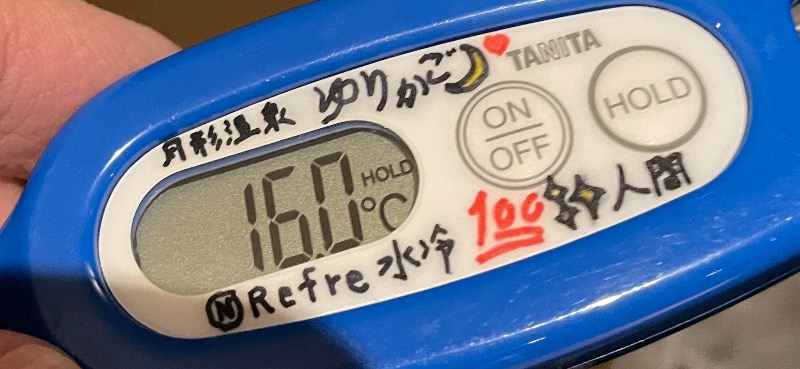 月形温泉 ゆりかご
TANITA
ON
OFF
HOLD
HOLD
16.0℃
100 人間
N Refre 水冷